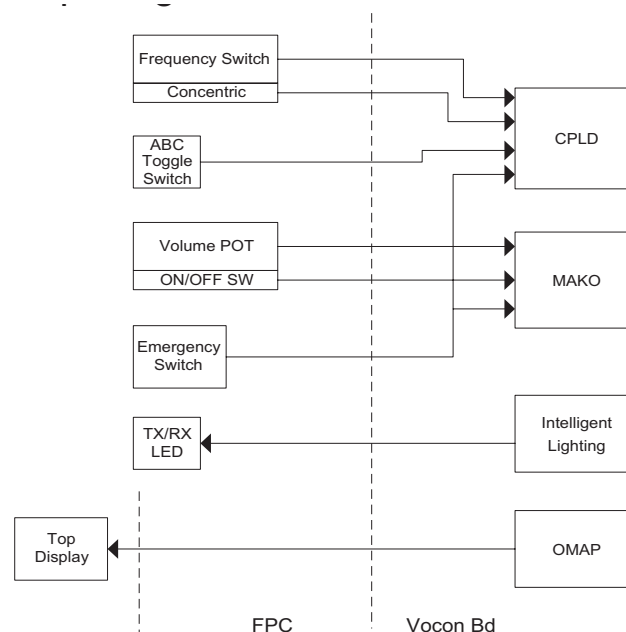 Frequency Switch
Concentric
CPLD
ABC
Toggle
Switch
Volume POT
ON/OFF SW
MAKO
Emergency
Switch
TX/RX
LED
Intelligent
Lighting
Top
Display
OMAP
FPC
Vocon Bd